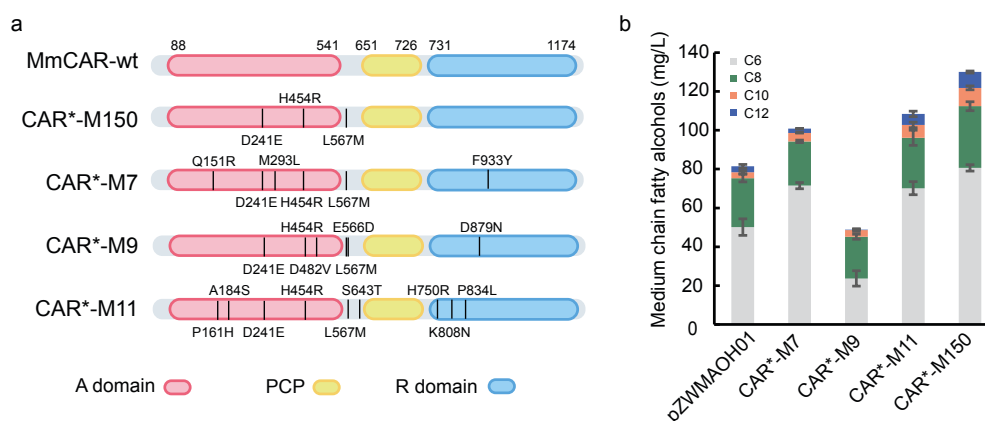 a
88 541 651 726 731 1174
MmCAR-wt
H454R
CAR*-M150
D241E L567M
Q151R M293L F933Y
CAR*-M7
D241E H454R L567M
H454R E566D D879N
CAR*-M9
D241E D482V L567M
A184S H454R S643T H750R P834L
CAR*-M11
P161H D241E L567M K808N
A domain PCP R domain
b
Medium chain fatty alcohols (mg/L)
140
120
100
80
60
40
20
0
C6
C8
C10
C12
pZWMAOH01
CAR*-M7
CAR*-M9
CAR*-M11
CAR*-M150